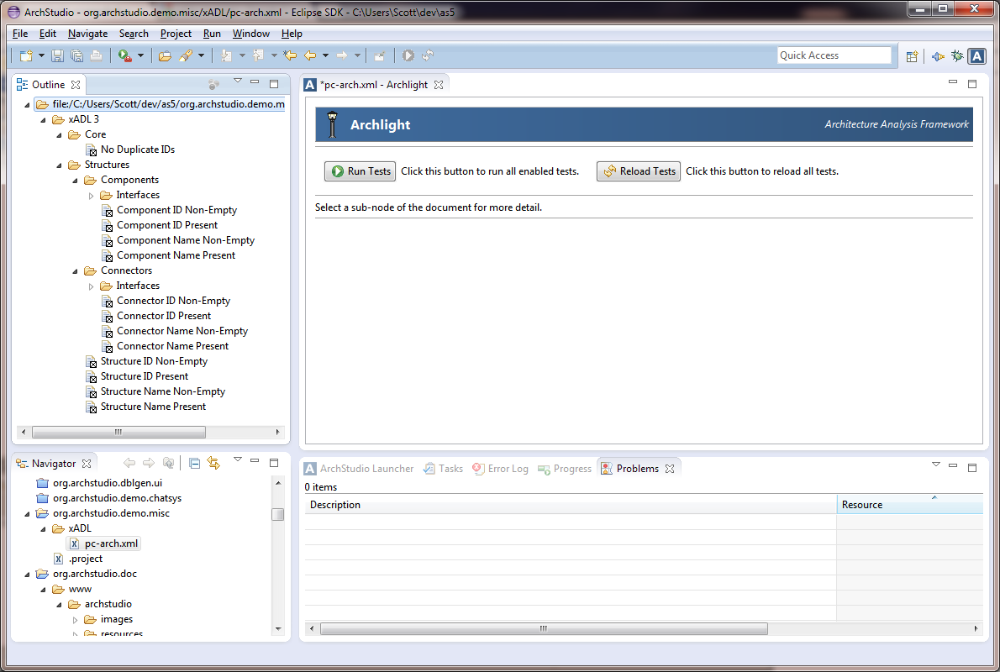 ArchStudio - org.archstudio.demo.misc/xADL/pc-arch.xml - Eclipse SDK - C:\Users\Scott\dev\as5
File Edit Navigate Search Project Run Window Help
Quick Access
A
Outline
file:/C:/Users/Scott/dev/as5/org.archstudio.demo.m
xADL 3
Core
No Duplicate IDs
Structures
Components
Interfaces
Component ID Non-Empty
Component ID Present
Component Name Non-Empty
Component Name Present
Connectors
Interfaces
Connector ID Non-Empty
Connector ID Present
Connector Name Non-Empty
Connector Name Present
Structure ID Non-Empty
Structure ID Present
Structure Name Non-Empty
Structure Name Present
A *pc-arch.xml - Archlight
Archlight
Architecture Analysis Framework
Run Tests Click this button to run all enabled tests. Reload Tests Click this button to reload all tests.
Select a sub-node of the document for more detail.
Navigator
org.archstudio.dblgen.ui
org.archstudio.demo.chatsys
org.archstudio.demo.misc
xADL
X pc-arch.xml
X .project
org.archstudio.doc
www
archstudio
images
resources
A ArchStudio Launcher Tasks Error Log Progress Problems
0 items
Description Resource